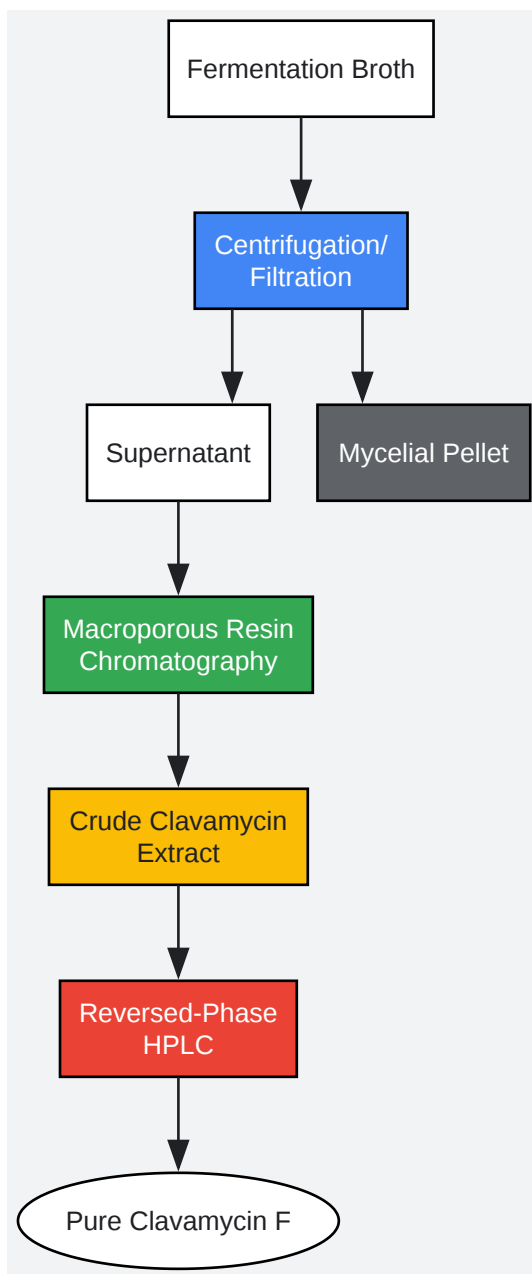 Fermentation Broth
Centrifugation/
Filtration
Supernatant
Mycelial Pellet
Macroporous Resin
Chromatography
Crude Clavamycin
Extract
Reversed-Phase
HPLC
Pure Clavamycin F